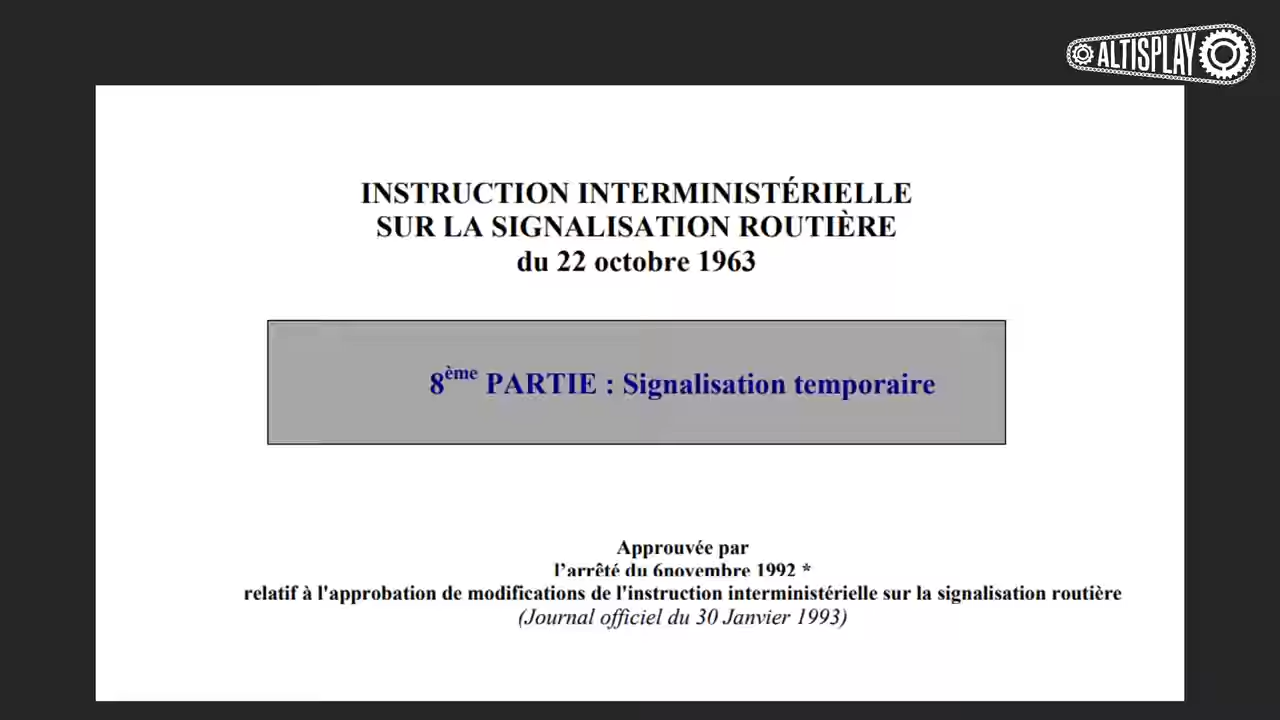 ALTISPLAY
INSTRUCTION INTERMINISTÉRIELLE
SUR LA SIGNALISATION ROUTIÈRE
du 22 octobre 1963
8ème PARTIE : Signalisation temporaire
Approuvée par
l’arrêté du 6novembre 1992 *
relatif à l'approbation de modifications de l'instruction interministérielle sur la signalisation routière
(Journal officiel du 30 Janvier 1993)